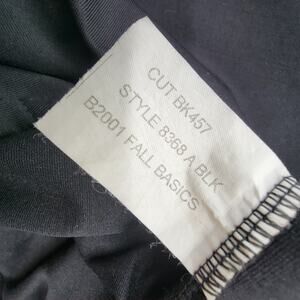 CUT BK457
STYLE 8368 A BLK
B2001 FALL BASICS